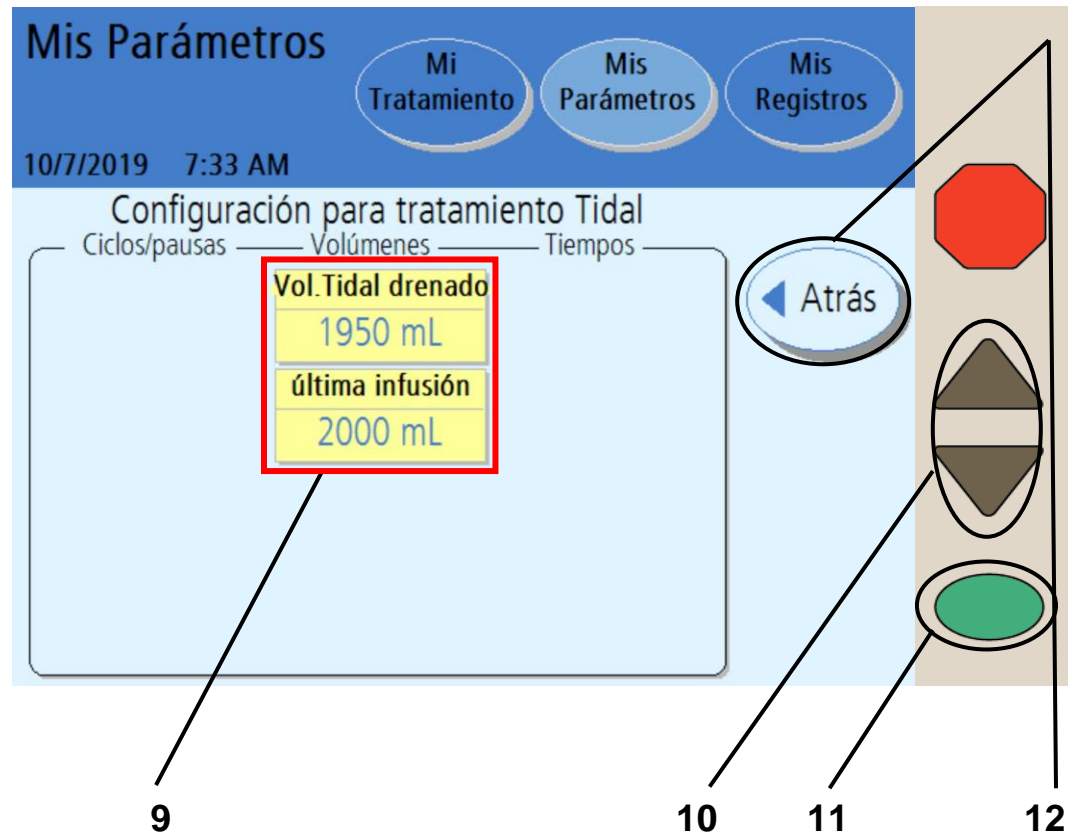 Mis Parámetros
Mi
Tratamiento
Mis
Parámetros
Mis
Registros
10/7/2019 7:33 AM
Configuración para tratamiento Tidal
Ciclos/pausas Volúmenes Tiempos
Vol.Tidal drenado
1950 mL
última infusión
2000 mL
Atrás
9 10 11 12